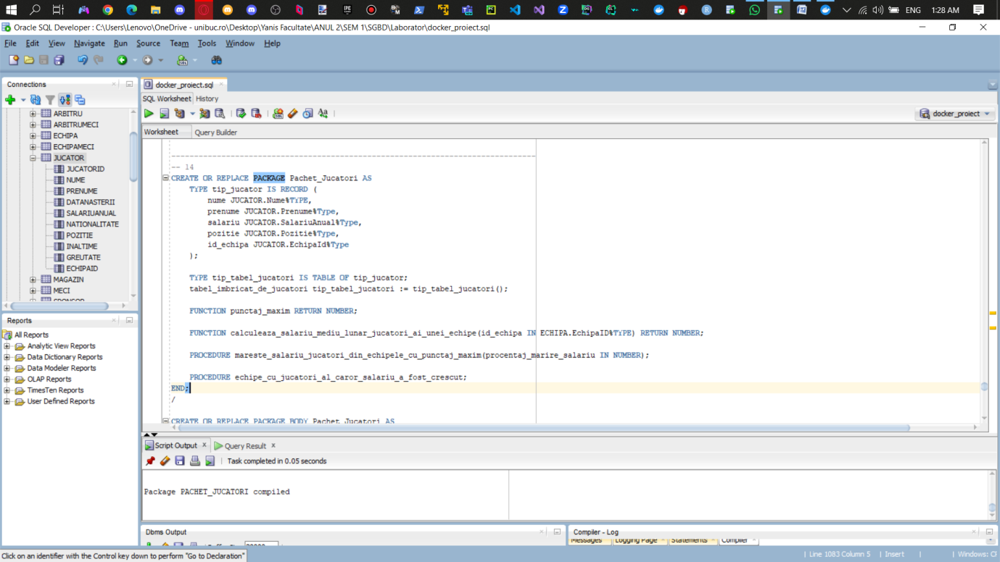 ENG
1:28 AM
Oracle SQL Developer : C:\Users\Lenovo\OneDrive - unibuc.ro\Desktop\Yanis Facultate\ANUL 2\SEM 1\SGBD\Laborator\docker_proiect.sql
File Edit View Navigate Run Source Team Tools Window Help
Connections
docker_proiect.sql
SQL Worksheet History
docker_proiect
Worksheet Query Builder
ARBITRU
ARBITRUMECI
ECHIPA
ECHIPAMECI
JUCATOR
JUCATORID
NUME
PRENUME
DATANASTERII
SALARIUANUAL
NATIONALITATE
POZITIE
INALTIME
GREUTATE
ECHIPAID
MAGAZIN
MECI
SPONSOR
Reports
All Reports
Analytic View Reports
Data Dictionary Reports
Data Modeler Reports
OLAP Reports
TimesTen Reports
User Defined Reports
--------------------------------------------------------------------------------
-- 14
CREATE OR REPLACE PACKAGE Pachet_Jucatori AS
TYPE tip_jucator IS RECORD (
nume JUCATOR.Nume%TYPE,
prenume JUCATOR.Prenume%Type,
salariu JUCATOR.SalariuAnual%Type,
pozitie JUCATOR.Pozitie%Type,
id_echipa JUCATOR.EchipaId%Type
);
TYPE tip_tabel_jucatori IS TABLE OF tip_jucator;
tabel_imbricat_de_jucatori tip_tabel_jucatori := tip_tabel_jucatori();
FUNCTION punctaj_maxim RETURN NUMBER;
FUNCTION calculeaza_salariu_mediu_lunar_jucatori_ai_unei_echipe(id_echipa IN ECHIPA.EchipaID%TYPE) RETURN NUMBER;
PROCEDURE mareste_salariu_jucatori_din_echipele_cu_punctaj_maxim(procentaj_marire_salariu IN NUMBER);
PROCEDURE echipe_cu_jucatori_al_caror_salariu_a_fost_crescut;
END;
/
CREATE OR REPLACE PACKAGE BODY Pachet_Jucatori AS
Script Output Query Result
Task completed in 0.05 seconds
Package PACHET_JUCATORI compiled
Dbms Output
Compiler - Log
Messages Logging Page Statements Compiler
Click on an identifier with the Control key down to perform "Go to Declaration"
Line 1083 Column 5 Insert Windows: CF